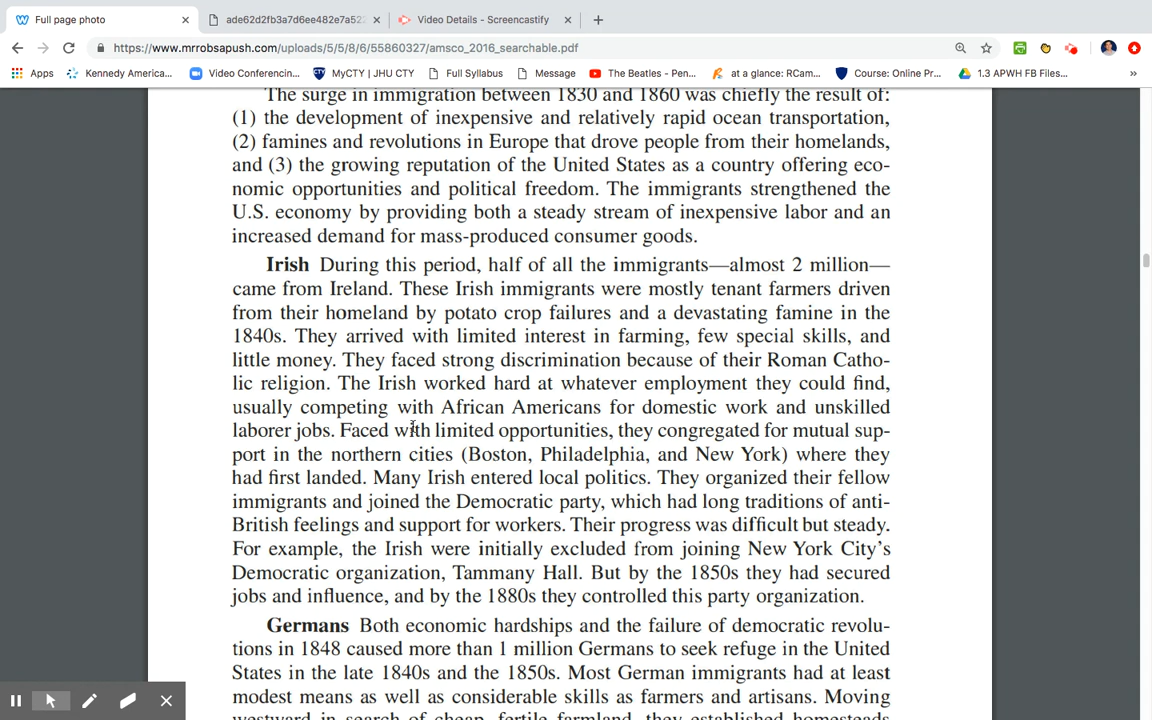 Full page photo
ade62d2fb3a7d6ee482e7a522
Video Details - Screencastify
https://www.mrrobsapush.com/uploads/5/5/8/6/55860327/amsco_2016_searchable.pdf
Apps
Kennedy America...
Video Conferencin...
MyCTY | JHU CTY
Full Syllabus
Message
The Beatles - Pen...
at a glance: RCam...
Course: Online Pr...
1.3 APWH FB Files...
»
The surge in immigration between 1830 and 1860 was chiefly the result of:
(1) the development of inexpensive and relatively rapid ocean transportation,
(2) famines and revolutions in Europe that drove people from their homelands,
and (3) the growing reputation of the United States as a country offering eco-
nomic opportunities and political freedom. The immigrants strengthened the
U.S. economy by providing both a steady stream of inexpensive labor and an
increased demand for mass-produced consumer goods.
Irish During this period, half of all the immigrants—almost 2 million—
came from Ireland. These Irish immigrants were mostly tenant farmers driven
from their homeland by potato crop failures and a devastating famine in the
1840s. They arrived with limited interest in farming, few special skills, and
little money. They faced strong discrimination because of their Roman Catho-
lic religion. The Irish worked hard at whatever employment they could find,
usually competing with African Americans for domestic work and unskilled
laborer jobs. Faced with limited opportunities, they congregated for mutual sup-
port in the northern cities (Boston, Philadelphia, and New York) where they
had first landed. Many Irish entered local politics. They organized their fellow
immigrants and joined the Democratic party, which had long traditions of anti-
British feelings and support for workers. Their progress was difficult but steady.
For example, the Irish were initially excluded from joining New York City's
Democratic organization, Tammany Hall. But by the 1850s they had secured
jobs and influence, and by the 1880s they controlled this party organization.
Germans Both economic hardships and the failure of democratic revolu-
tions in 1848 caused more than 1 million Germans to seek refuge in the United
States in the late 1840s and the 1850s. Most German immigrants had at least
modest means as well as considerable skills as farmers and artisans. Moving
westward in search of cheap, fertile farmland, they established homesteads